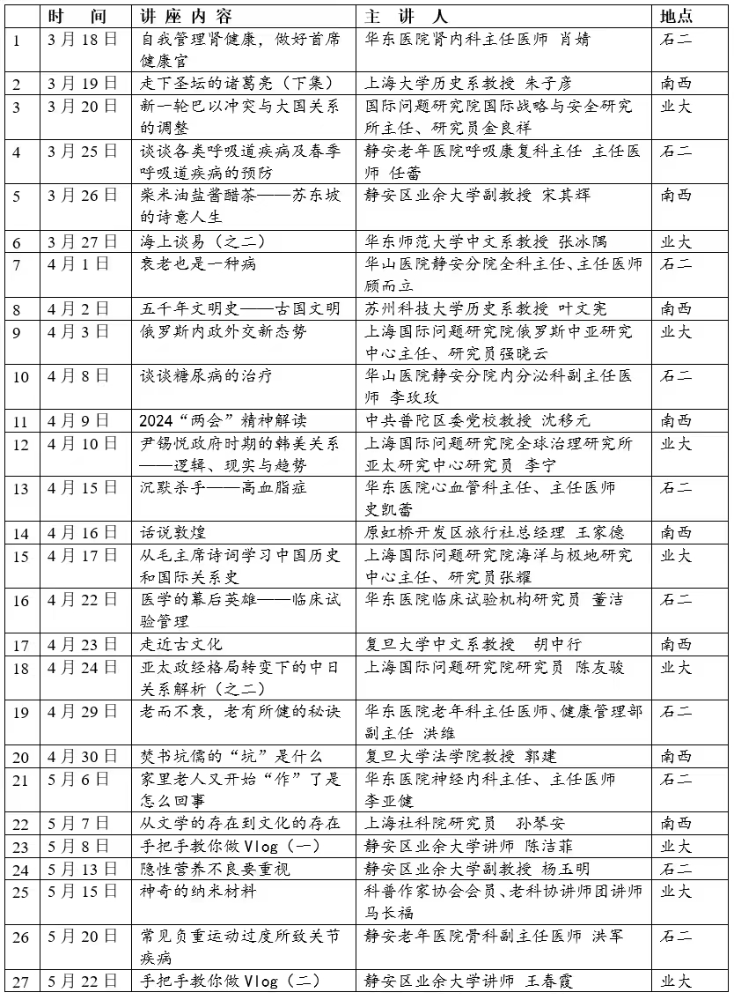 时 间 讲 座 内 容 主 讲 人 地点
1 3月18日 自我管理肾健康，做好首席 华东医院肾内科主任医师 肖婧 石二
健康官
2 3月19日 走下圣坛的诸葛亮（下集） 上海大学历史系教授 朱子彦 南西
3 3月20日 新一轮巴以冲突与大国关系 国际问题研究院国际战略与安全研究 业大
的调整 所主任、研究员金良祥
4 3月25日 谈谈各类呼吸道疾病及春季 静安老年医院呼吸康复科主任 主任医 石二
呼吸道疾病的预防 师 任蕾
5 3月26日 柴米油盐酱醋茶——苏东坡 静安区业余大学副教授 宋其辉 南西
的诗意人生
6 3月27日 海上谈易（之二） 华东师范大学中文系教授 张冰隅 业大
7 4月1日 衰老也是一种病 华山医院静安分院全科主任、主任医师 石二
顾而立
8 4月2日 五千年文明史——古国文明 苏州科技大学历史系教授 叶文宪 南西
9 4月3日 俄罗斯内政外交新态势 上海国际问题研究院俄罗斯中亚研究 业大
中心主任、研究员强晓云
10 4月8日 谈谈糖尿病的治疗 华山医院静安分院内分泌科副主任医 石二
师 李玫玫
11 4月9日 2024“两会”精神解读 中共普陀区委党校教授 沈移元 南西
12 4月10日 尹锡悦政府时期的韩美关系 上海国际问题研究院全球治理研究所 业大
——逻辑、现实与趋势 亚太研究中心研究员 李宁
13 4月15日 沉默杀手——高血脂症 华东医院心血管科主任、主任医师 石二
史凯蕾
14 4月16日 话说敦煌 原虹桥开发区旅行社总经理 王家德 南西
15 4月17日 从毛主席诗词学习中国历史 上海国际问题研究院海洋与极地研究 业大
和国际关系史 中心主任、研究员张耀
16 4月22日 医学的幕后英雄——临床试 华东医院临床试验机构研究员 董洁 石二
验管理
17 4月23日 走近古文化 复旦大学中文系教授 胡中行 南西
18 4月24日 亚太政经格局转变下的中日 上海国际问题研究院研究员 陈友骏 业大
关系解析（之二）
19 4月29日 老而不衰，老有所健的秘诀 华东医院老年科主任医师、健康管理部 石二
副主任 洪维
20 4月30日 焚书坑儒的“坑”是什么 复旦大学法学院教授 郭建 南西
21 5月6日 家里老人又开始“作”了是 华东医院神经内科主任、主任医师 石二
怎么回事 李亚健
22 5月7日 从文学的存在到文化的存在 上海社科院研究员 孙琴安 南西
23 5月8日 手把手教你做Vlog（一） 静安区业余大学讲师 陈洁菲 业大
24 5月13日 隐性营养不良要重视 静安区业余大学副教授 杨玉明 石二
25 5月15日 神奇的纳米材料 科普作家协会会员、老科协讲师团讲师 业大
马长福
26 5月20日 常见负重运动过度所致关节 静安老年医院骨科副主任医师 洪军 石二
疾病
27 5月22日 手把手教你做Vlog（二） 静安区业余大学讲师 王春霞 业大